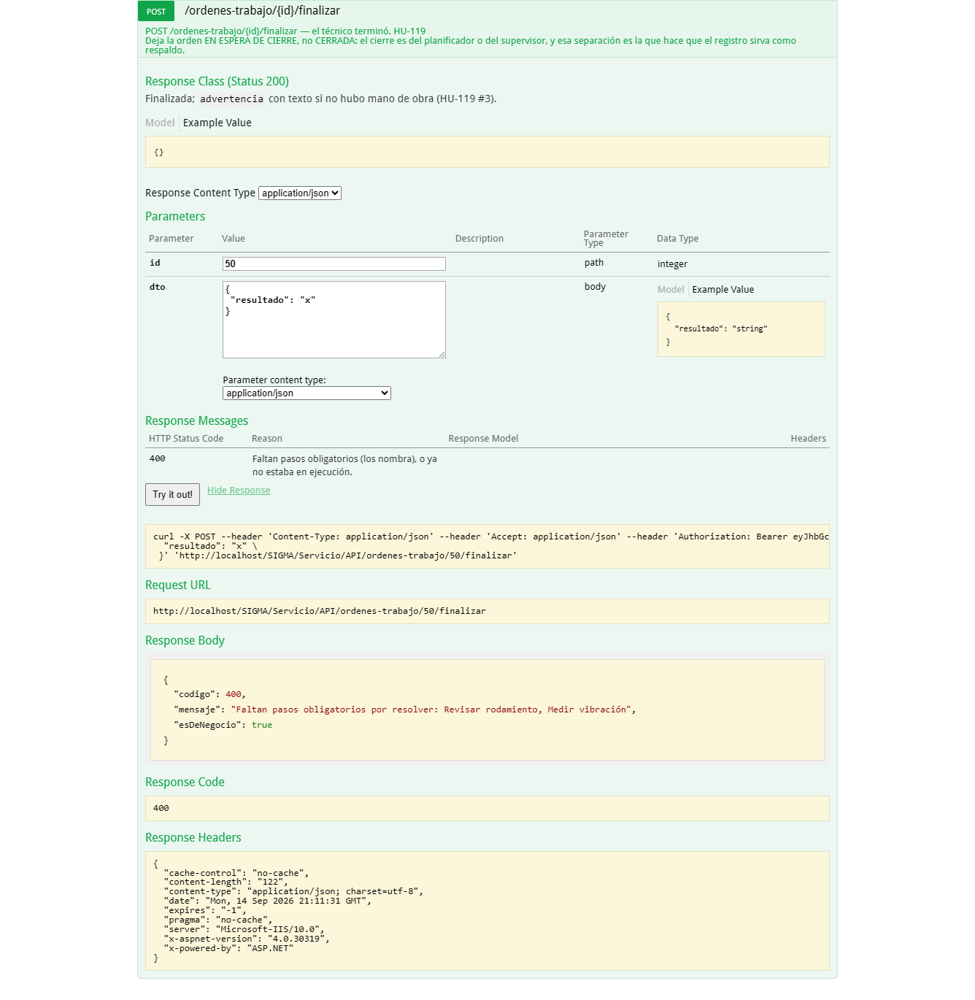 POST /ordenes-trabajo/{id}/finalizar
POST /ordenes-trabajo/{id}/finalizar — el técnico terminó. HU-119
Deja la orden EN ESPERA DE CIERRE, no CERRADA: el cierre es del planificador o del supervisor, y esa separación es la que hace que el registro sirva como
respaldo.
Response Class (Status 200)
Finalizada; advertencia con texto si no hubo mano de obra (HU-119 #3).
Model Example Value
{}
Response Content Type application/json
Parameters
Parameter Value Description Parameter Type Data Type
id 50 path integer
dto
{
 "resultado": "x"
}
body
Model Example Value
{
  "resultado": "string"
}
Parameter content type:
application/json
Response Messages
HTTP Status Code Reason Response Model Headers
400 Faltan pasos obligatorios (los nombra), o ya
no estaba en ejecución.
Try it out! Hide Response
curl -X POST --header 'Content-Type: application/json' --header 'Accept: application/json' --header 'Authorization: Bearer eyJhbGc
  "resultado": "x" \
 }' 'http://localhost/SIGMA/Servicio/API/ordenes-trabajo/50/finalizar'
Request URL
http://localhost/SIGMA/Servicio/API/ordenes-trabajo/50/finalizar
Response Body
{
  "codigo": 400,
  "mensaje": "Faltan pasos obligatorios por resolver: Revisar rodamiento, Medir vibración",
  "esDeNegocio": true
}
Response Code
400
Response Headers
{
  "cache-control": "no-cache",
  "content-length": "122",
  "content-type": "application/json; charset=utf-8",
  "date": "Mon, 14 Sep 2026 21:11:31 GMT",
  "expires": "-1",
  "pragma": "no-cache",
  "server": "Microsoft-IIS/10.0",
  "x-aspnet-version": "4.0.30319",
  "x-powered-by": "ASP.NET"
}